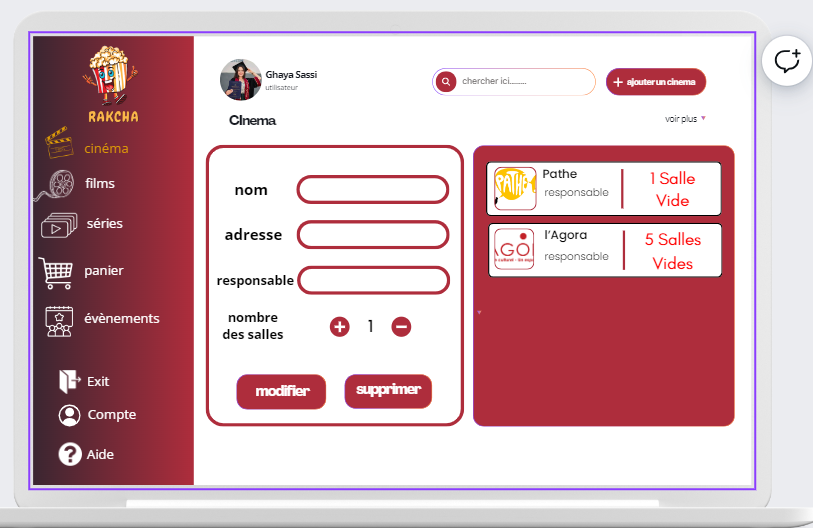 RAKCHA
cinéma
films
séries
panier
évènements
Exit
Compte
Aide
Ghaya Sassi
utilisateur
chercher ici.........
ajouter un cinema
CInema
voir plus
nom
adresse
responsable
nombre
des salles
1
modifier
supprimer
PATHE
Pathe
responsable
1 Salle
Vide
AGO
l'Agora
responsable
5 Salles
Vides